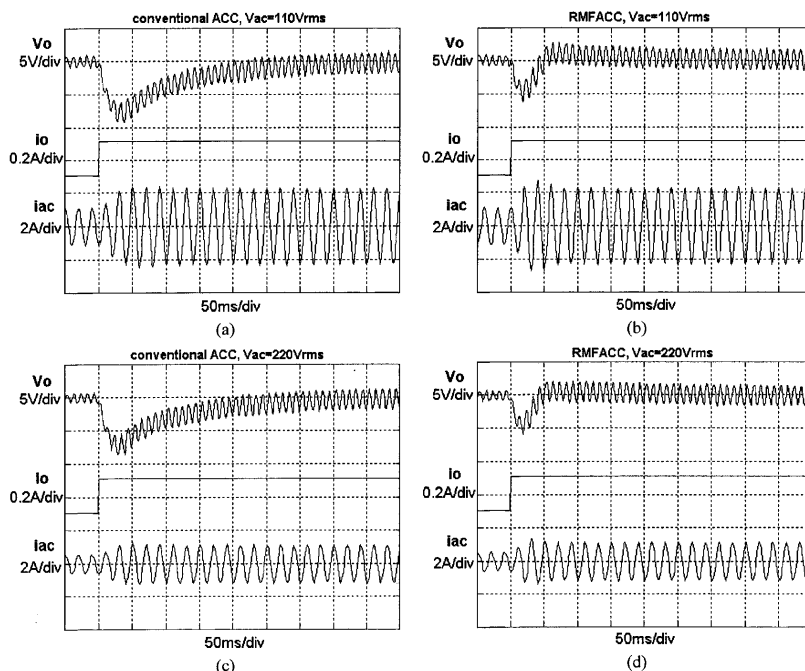 conventional ACC, Vac=110Vrms
Vo
5V/div
io
0.2A/div
iac
2A/div
50ms/div
(a)
RMFACC, Vac=110Vrms
Vo
5V/div
io
0.2A/div
iac
2A/div
50ms/div
(b)
conventional ACC, Vac=220Vrms
Vo
5V/div
io
0.2A/div
iac
2A/div
50ms/div
(c)
RMFACC, Vac=220Vrms
Vo
5V/div
io
0.2A/div
iac
2A/div
50ms/div
(d)